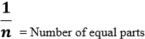 1
n = Number of equal parts